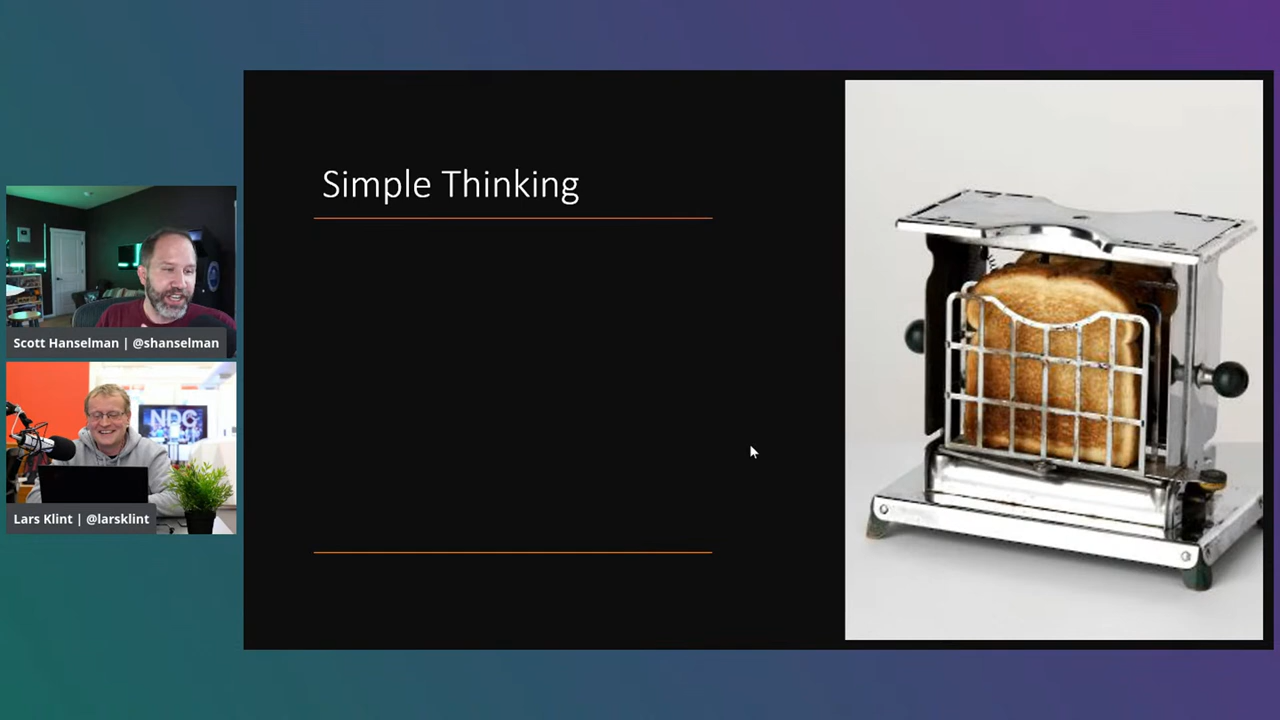 Simple Thinking
Scott Hanselman | @shanselman
NDC
Lars Klint | @larsklint